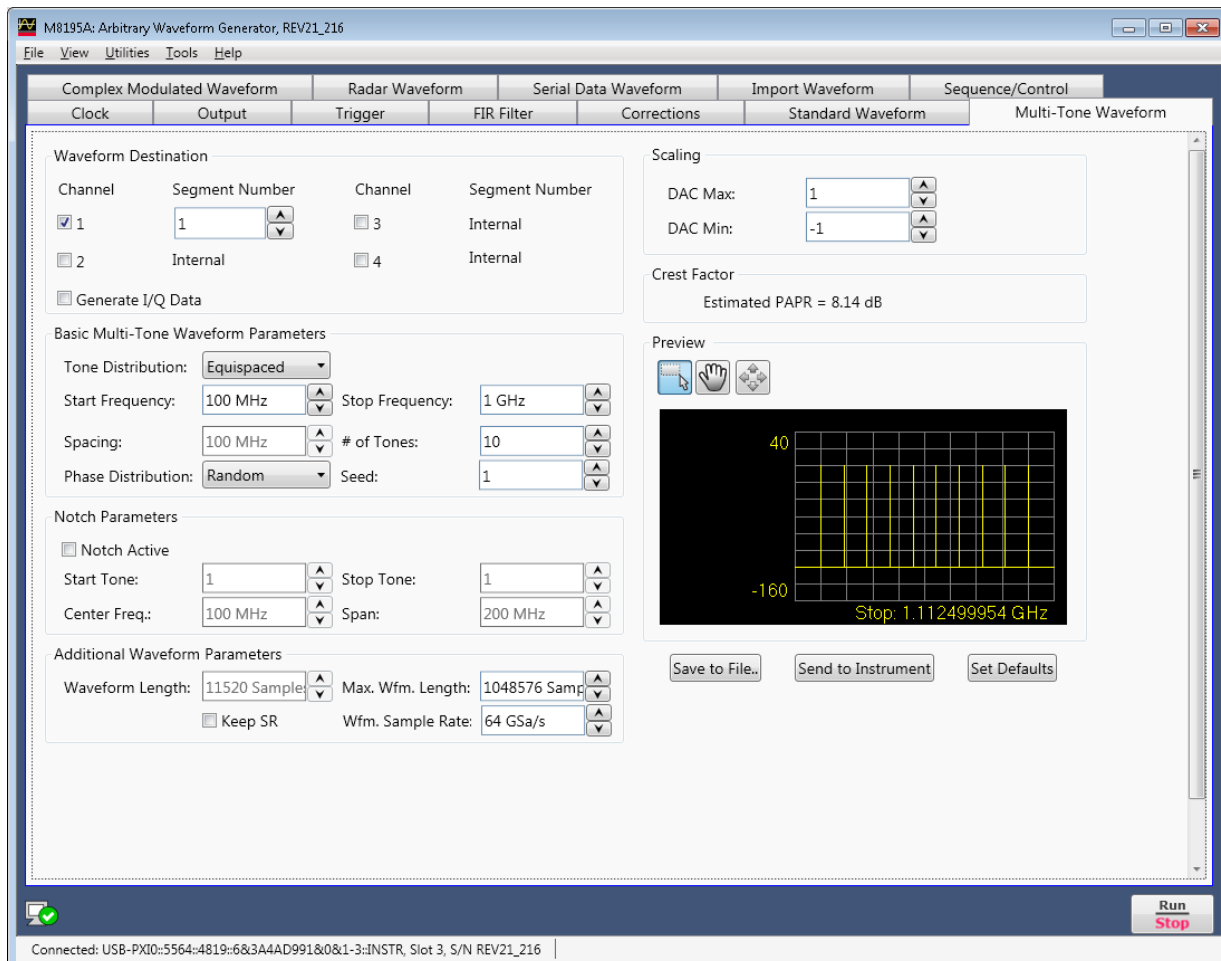 M8195A: Arbitrary Waveform Generator, REV21_216
File View Utilities Tools Help
Complex Modulated Waveform Radar Waveform Serial Data Waveform Import Waveform Sequence/Control
Clock Output Trigger FIR Filter Corrections Standard Waveform Multi-Tone Waveform
Waveform Destination
Channel Segment Number Channel Segment Number
1 1 3 Internal
2 Internal 4 Internal
Generate I/Q Data
Basic Multi-Tone Waveform Parameters
Tone Distribution: Equispaced
Start Frequency: 100 MHz Stop Frequency: 1 GHz
Spacing: 100 MHz # of Tones: 10
Phase Distribution: Random Seed: 1
Notch Parameters
Notch Active
Start Tone: 1 Stop Tone: 1
Center Freq.: 100 MHz Span: 200 MHz
Additional Waveform Parameters
Waveform Length: 11520 Samples Max. Wfm. Length: 1048576 Samp
Keep SR Wfm. Sample Rate: 64 GSa/s
Scaling
DAC Max: 1
DAC Min: -1
Crest Factor
Estimated PAPR = 8.14 dB
Preview
40
-160
Stop: 1.112499954 GHz
Save to File.. Send to Instrument Set Defaults
Run
Stop
Connected: USB-PXI0::5564::4819::6&3A4AD991&0&1-3::INSTR, Slot 3, S/N REV21_216